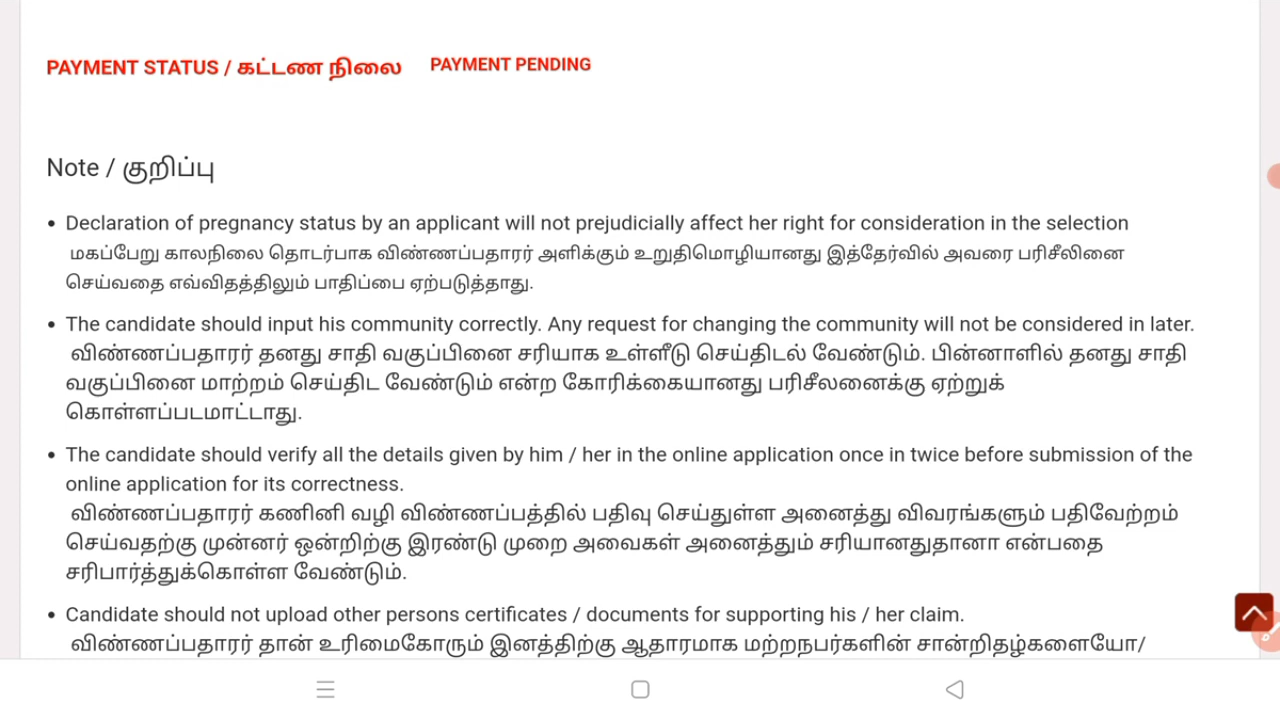 PAYMENT STATUS / கட்டண நிலை PAYMENT PENDING
Note / குறிப்பு
• Declaration of pregnancy status by an applicant will not prejudicially affect her right for consideration in the selection
மகப்பேறு காலநிலை தொடர்பாக விண்ணப்பதாரர் அளிக்கும் உறுதிமொழியானது இத்தேர்வில் அவரை பரிசீலினை
செய்வதை எவ்விதத்திலும் பாதிப்பை ஏற்படுத்தாது.
• The candidate should input his community correctly. Any request for changing the community will not be considered in later.
விண்ணப்பதாரர் தனது சாதி வகுப்பினை சரியாக உள்ளீடு செய்திடல் வேண்டும். பின்னாளில் தனது சாதி
வகுப்பினை மாற்றம் செய்திட வேண்டும் என்ற கோரிக்கையானது பரிசீலனைக்கு ஏற்றுக்
கொள்ளப்படமாட்டாது.
• The candidate should verify all the details given by him / her in the online application once in twice before submission of the
online application for its correctness.
விண்ணப்பதாரர் கணினி வழி விண்ணப்பத்தில் பதிவு செய்துள்ள அனைத்து விவரங்களும் பதிவேற்றம்
செய்வதற்கு முன்னர் ஒன்றிற்கு இரண்டு முறை அவைகள் அனைத்தும் சரியானதுதானா என்பதை
சரிபார்த்துக்கொள்ள வேண்டும்.
• Candidate should not upload other persons certificates / documents for supporting his / her claim.
விண்ணப்பதாரர் தான் உரிமைகோரும் இனத்திற்கு ஆதாரமாக மற்றநபர்களின் சான்றிதழ்களையோ/